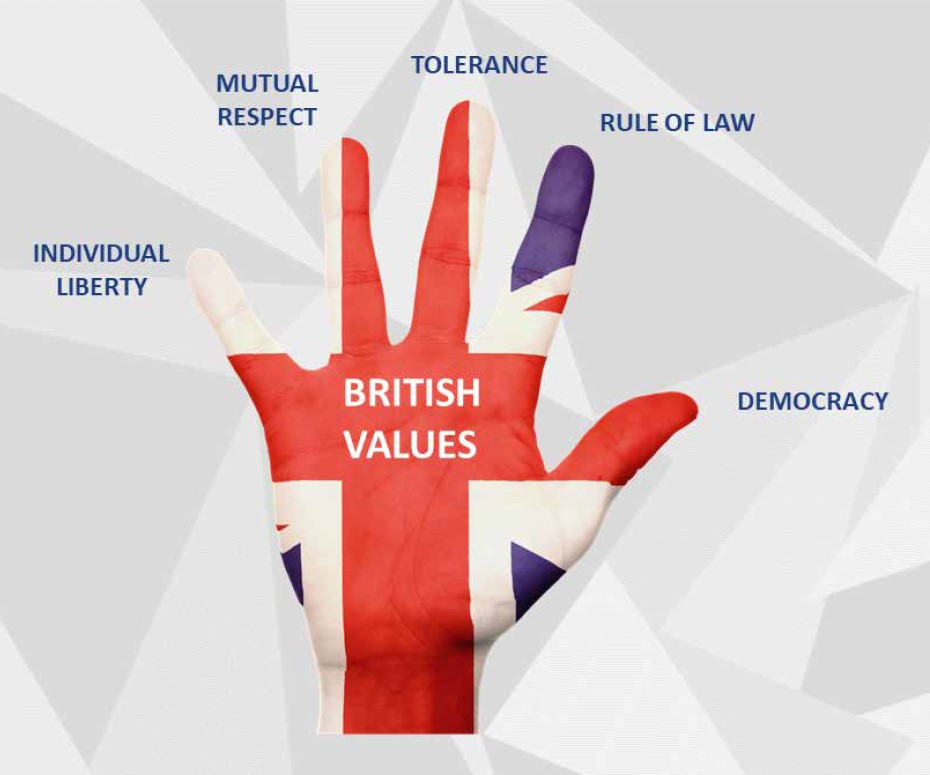 MUTUAL
RESPECT
TOLERANCE
RULE OF LAW
INDIVIDUAL
LIBERTY
BRITISH
VALUES
DEMOCRACY